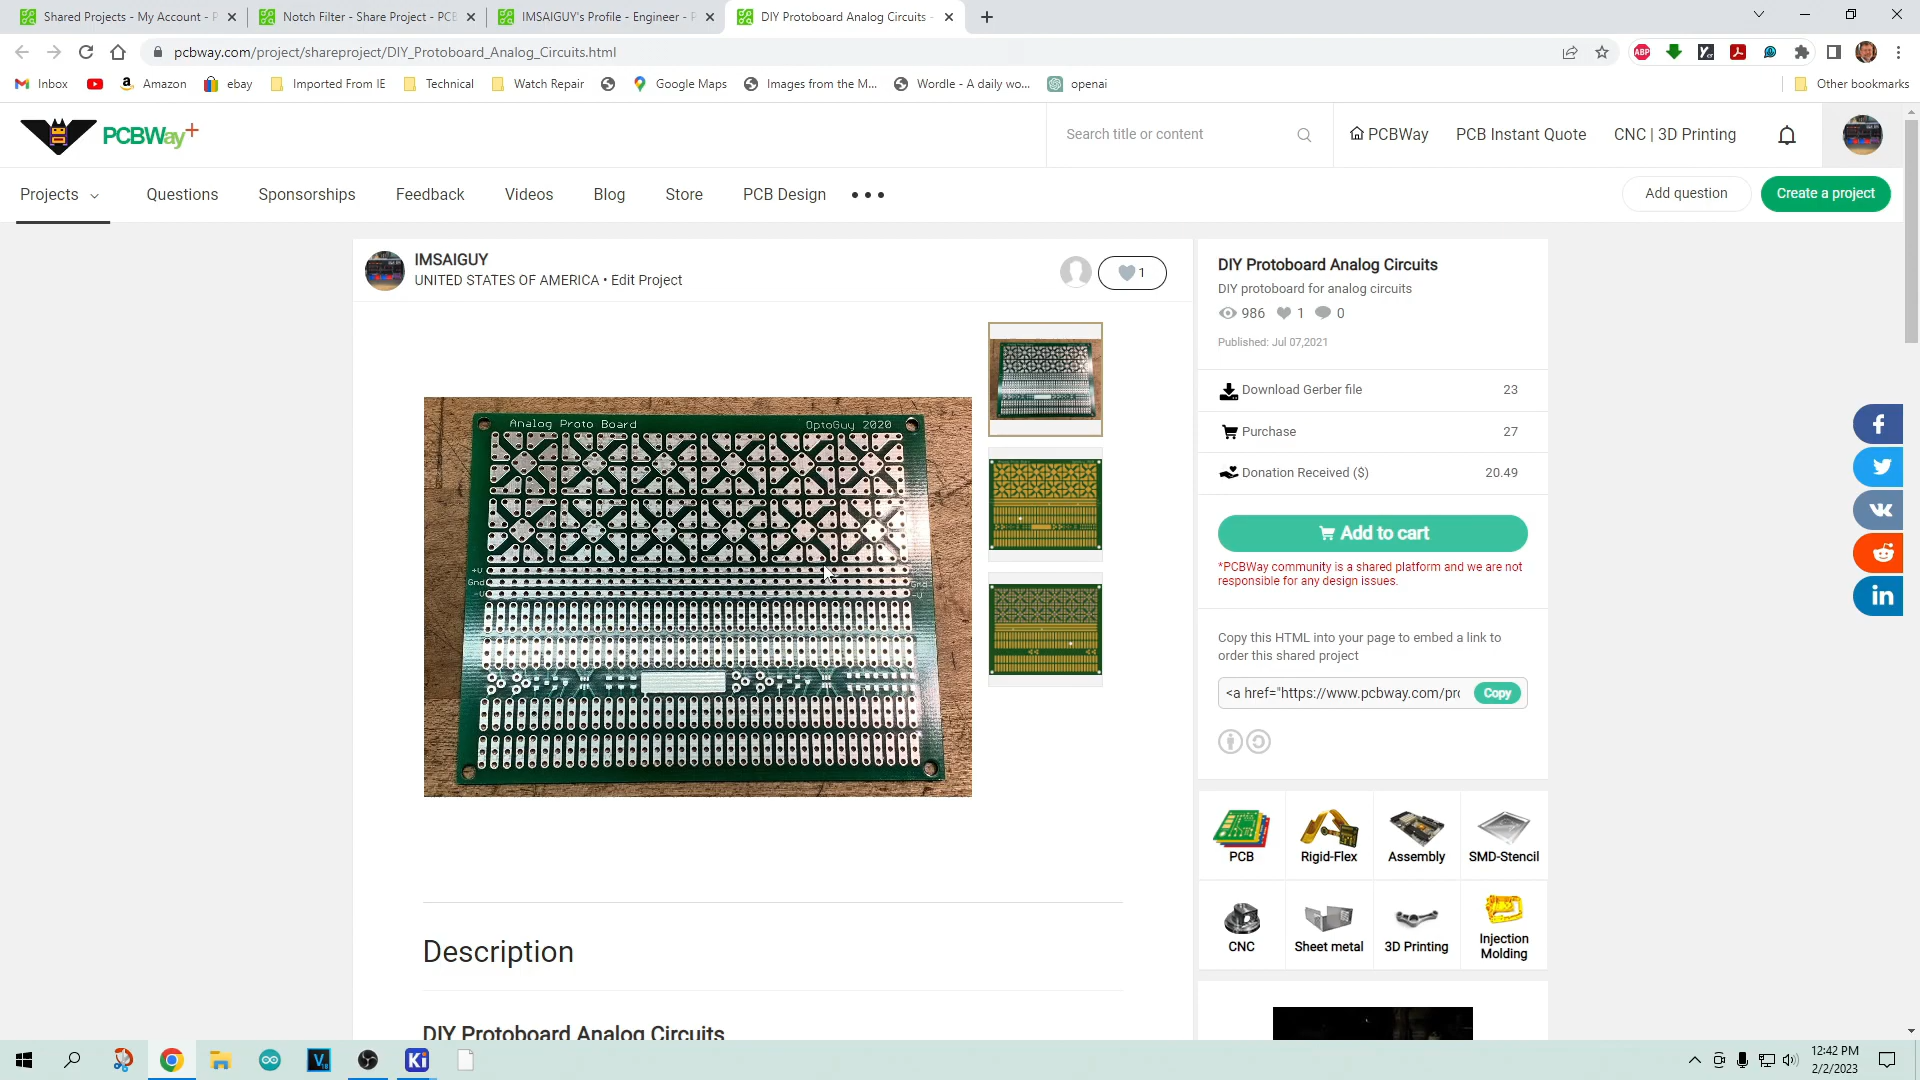 Shared Projects - My Account - P
Notch Filter - Share Project - PCB
IMSAIGUY's Profile - Engineer - P
DIY Protoboard Analog Circuits -
pcbway.com/project/shareproject/DIY_Protoboard_Analog_Circuits.html
ABP
Inbox
Amazon
ebay
Imported From IE
Technical
Watch Repair
Google Maps
Images from the M...
Wordle - A daily wo...
openai
Other bookmarks
PCBWay+
Search title or content
PCBWay
PCB Instant Quote
CNC | 3D Printing
Projects
Questions
Sponsorships
Feedback
Videos
Blog
Store
PCB Design
Add question
Create a project
IMSAIGUY
UNITED STATES OF AMERICA • Edit Project
1
Analog Proto Board
OptoGuy 2020
+V
Gnd
-V
Gnd
-V
Description
DIY Protoboard Analog Circuits
DIY Protoboard Analog Circuits
DIY protoboard for analog circuits
986
1
0
Published: Jul 07,2021
Download Gerber file
23
Purchase
27
Donation Received ($)
20.49
Add to cart
*PCBWay community is a shared platform and we are not
responsible for any design issues.
Copy this HTML into your page to embed a link to
order this shared project
<a href="https://www.pcbway.com/pro
Copy
PCB
Rigid-Flex
Assembly
SMD-Stencil
CNC
Sheet metal
3D Printing
Injection
Molding
Ki
12:42 PM
2/2/2023